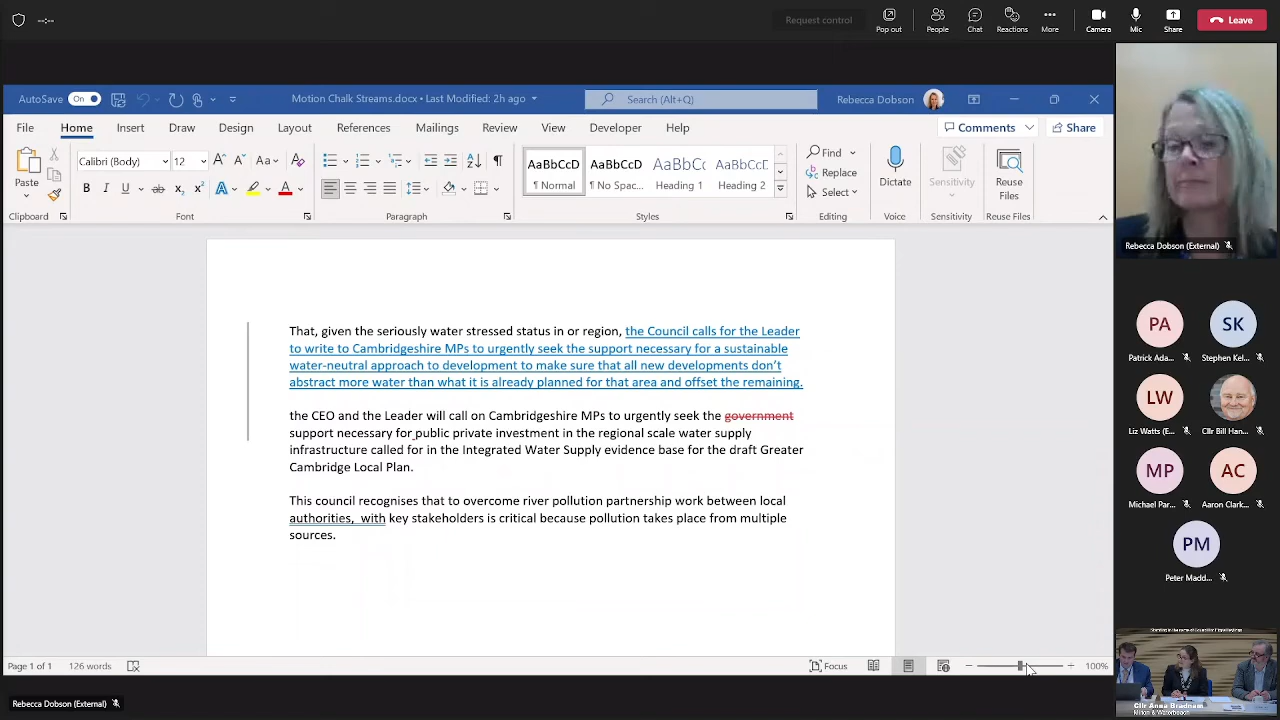 --:--
Request control
Pop out
People
Chat
Reactions
More
Camera
Mic
Share
Leave
AutoSave On
Motion Chalk Streams.docx • Last Modified: 2h ago
Search (Alt+Q)
Rebecca Dobson
File Home Insert Draw Design Layout References Mailings Review View Developer Help
Comments
Share
Paste
Calibri (Body) 12
AaBbCcD
¶ Normal
AaBbCcD
¶ No Spac...
AaBbCc
Heading 1
AaBbCcD
Heading 2
Find
Replace
Select
Dictate
Sensitivity
Reuse
Files
Clipboard
Font
Paragraph
Styles
Editing
Voice
Sensitivity
Reuse Files
That, given the seriously water stressed status in or region, the Council calls for the Leader
to write to Cambridgeshire MPs to urgently seek the support necessary for a sustainable
water-neutral approach to development to make sure that all new developments don't
abstract more water than what it is already planned for that area and offset the remaining.
the CEO and the Leader will call on Cambridgeshire MPs to urgently seek the government
support necessary for public private investment in the regional scale water supply
infrastructure called for in the Integrated Water Supply evidence base for the draft Greater
Cambridge Local Plan.
This council recognises that to overcome river pollution partnership work between local
authorities,  with key stakeholders is critical because pollution takes place from multiple
sources.
Page 1 of 1
126 words
Focus
100%
Rebecca Dobson (External)
Rebecca Dobson (External)
PA
Patrick Ada...
SK
Stephen Kel...
LW
Liz Watts (E...
Cllr Bill Han...
MP
Michael Par...
AC
Aaron Clark...
PM
Peter Madd...
Cllr Anna Bradnam
Milton & Waterbeach